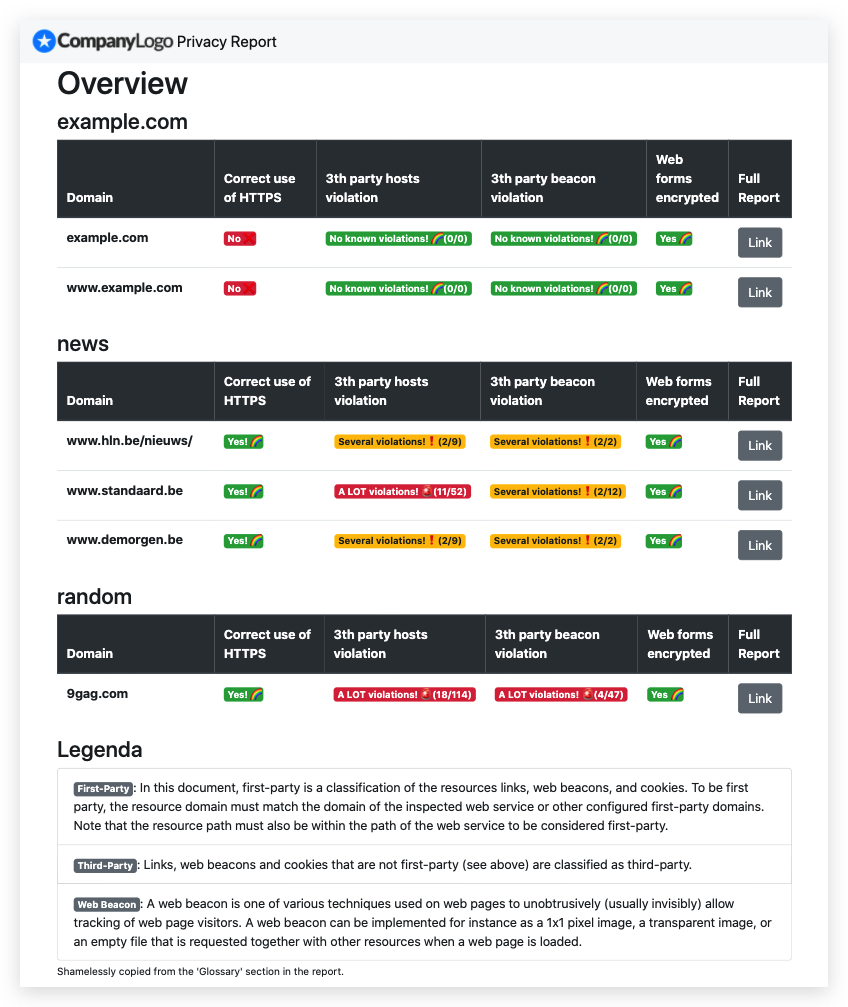 CompanyLogo Privacy Report
Overview
example.com
Domain
Correct use
of HTTPS
3th party hosts
violation
3th party beacon
violation
Web
forms
encrypted
Full
Report
example.com No ❌ No known violations! 🌈(0/0) No known violations! 🌈(0/0) Yes 🌈 Link
www.example.com No ❌ No known violations! 🌈(0/0) No known violations! 🌈(0/0) Yes 🌈 Link
news
Domain
Correct use of
HTTPS
3th party hosts
violation
3th party beacon
violation
Web forms
encrypted
Full
Report
www.hln.be/nieuws/ Yes! 🌈 Several violations! ❗ (2/9) Several violations! ❗ (2/2) Yes 🌈 Link
www.standaard.be Yes! 🌈 A LOT violations! 🚨(11/52) Several violations! ❗ (2/12) Yes 🌈 Link
www.demorgen.be Yes! 🌈 Several violations! ❗ (2/9) Several violations! ❗ (2/2) Yes 🌈 Link
random
Domain
Correct use of
HTTPS
3th party hosts
violation
3th party beacon
violation
Web forms
encrypted
Full
Report
9gag.com Yes! 🌈 A LOT violations! 🚨(18/114) A LOT violations! 🚨(4/47) Yes 🌈 Link
Legenda
First-Party: In this document, first-party is a classification of the resources links, web beacons, and cookies. To be first
party, the resource domain must match the domain of the inspected web service or other configured first-party domains.
Note that the resource path must also be within the path of the web service to be considered first-party.
Third-Party: Links, web beacons and cookies that are not first-party (see above) are classified as third-party.
Web Beacon: A web beacon is one of various techniques used on web pages to unobtrusively (usually invisibly) allow
tracking of web page visitors. A web beacon can be implemented for instance as a 1x1 pixel image, a transparent image, or
an empty file that is requested together with other resources when a web page is loaded.
Shamelessly copied from the 'Glossary' section in the report.